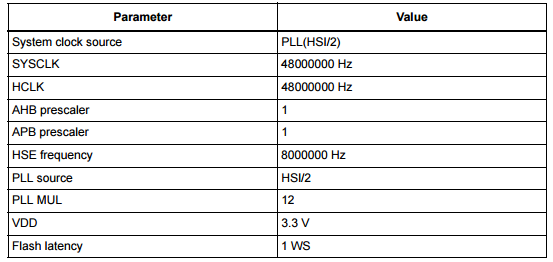 Parameter Value
System clock source PLL(HSI/2)
SYSCLK 48000000 Hz
HCLK 48000000 Hz
AHB prescaler 1
APB prescaler 1
HSE frequency 8000000 Hz
PLL source HSI/2
PLL MUL 12
VDD 3.3 V
Flash latency 1 WS